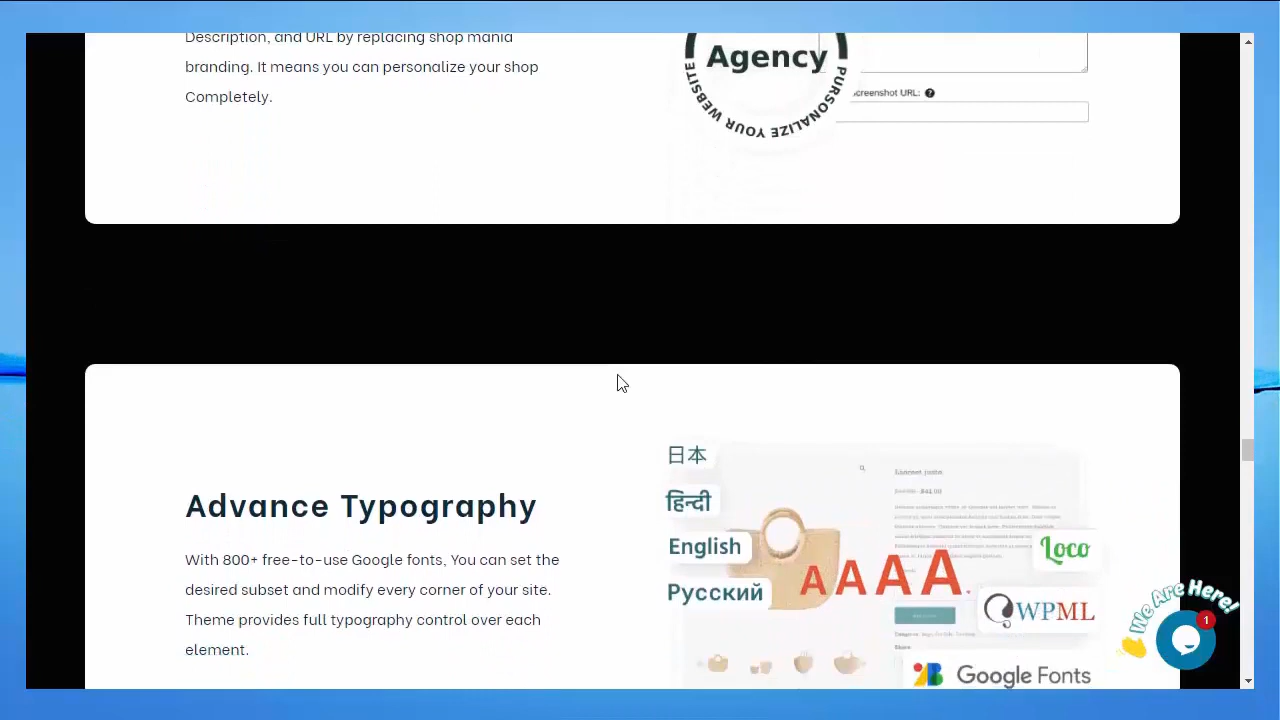 Description, and URL by replacing shop mania
branding. It means you can personalize your shop
Completely.
Agency
PURSONALIZE YOUR WEBSITE
creenshot URL:
Advance Typography
With 800+ free-to-use Google fonts, You can set the
desired subset and modify every corner of your site.
Theme provides full typography control over each
element.
日本
हिन्दी
English
Русский
AAAA.
Loco
WPML
Google Fonts
We Are Here!
1